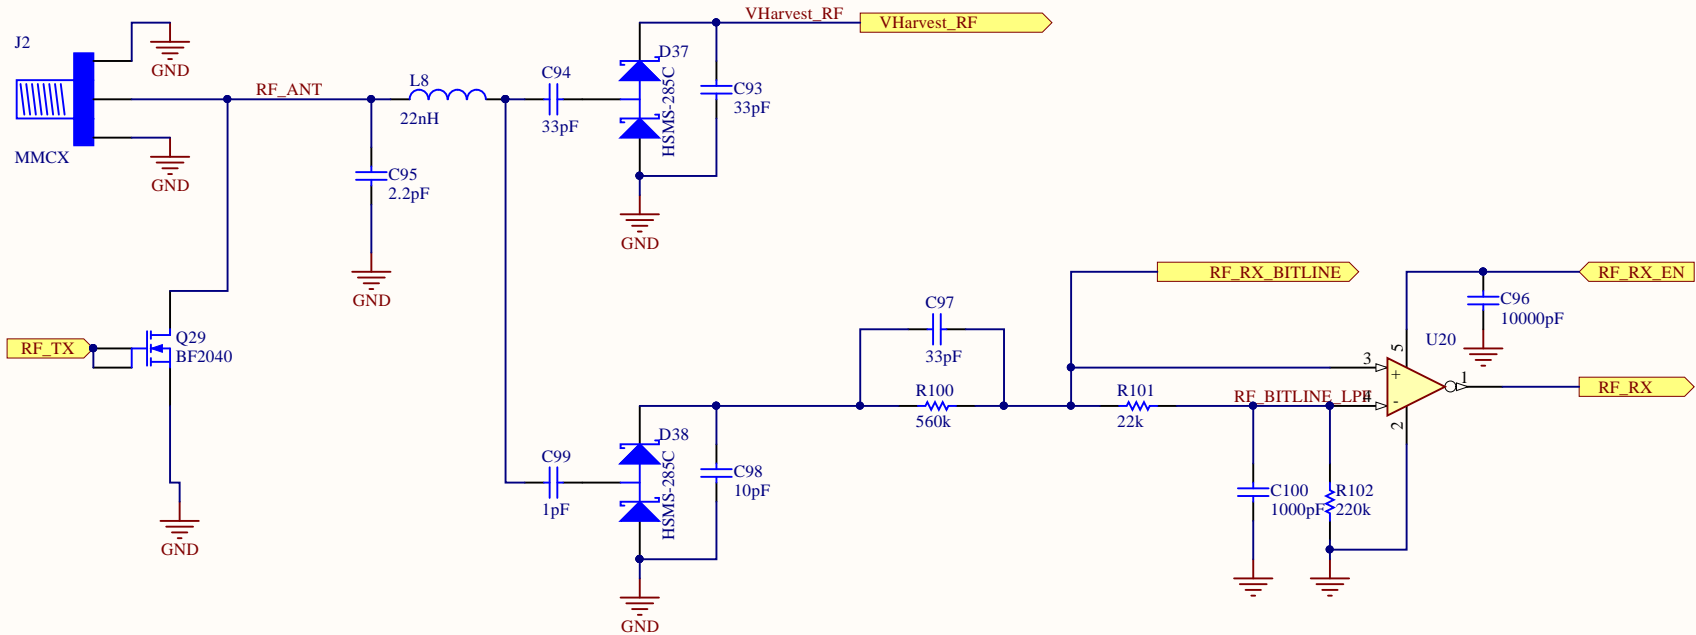 VHarvest_RF
VHarvest_RF
J2
GND
D37
HSMS-285C
RF_ANT
L8
22nH
C94
33pF
C93
33pF
MMCX
GND
C95
2.2pF
GND
GND
RF_RX_BITLINE
RF_RX_EN
C96
10000pF
C97
33pF
RF_TX
Q29
BF2040
U20
5
3
+
1
RF_RX
R100
560k
R101
22k
RF_BITLINE_LPF
4
-
2
D38
HSMS-285C
C99
1pF
C98
10pF
C100
1000pF
R102
220k
GND
GND